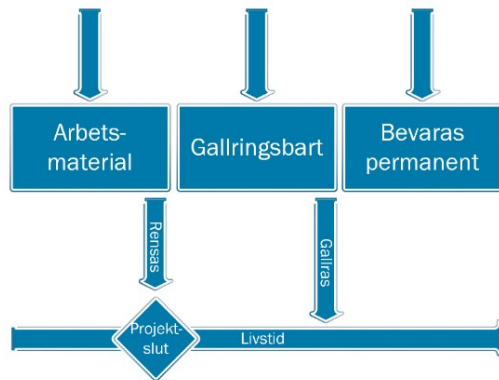 Arbets-
material
Gallringsbart
Bevaras
permanent
Rensas
Gallras
Projekt-
slut
Livstid